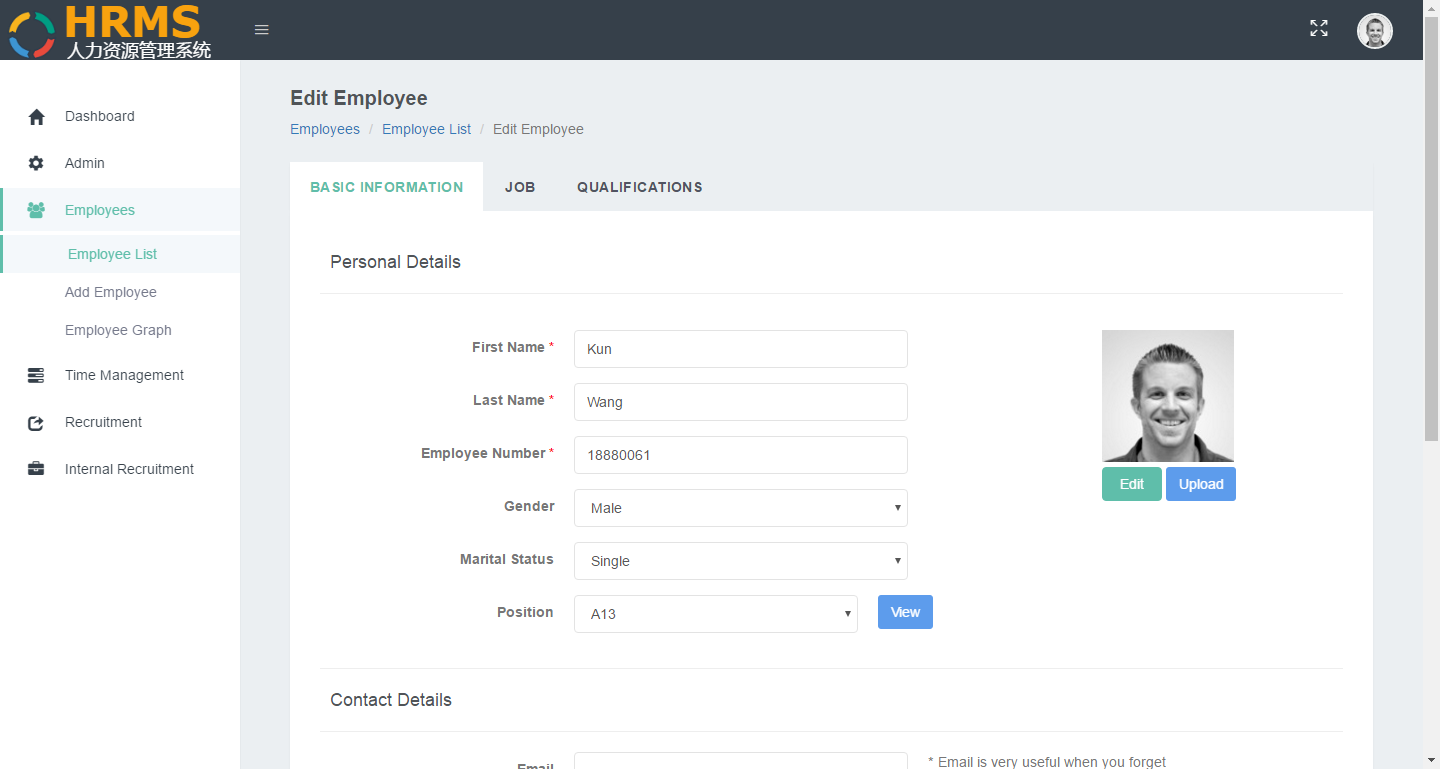 HRMS
人力资源管理系统
Dashboard
Admin
Employees
Employee List
Add Employee
Employee Graph
Time Management
Recruitment
Internal Recruitment
Edit Employee
Employees / Employee List / Edit Employee
BASIC INFORMATION JOB QUALIFICATIONS
Personal Details
First Name * Kun
Last Name * Wang
Employee Number * 18880061
Gender Male
Marital Status Single
Position A13 View
Edit Upload
Contact Details
Email * Email is very useful when you forget